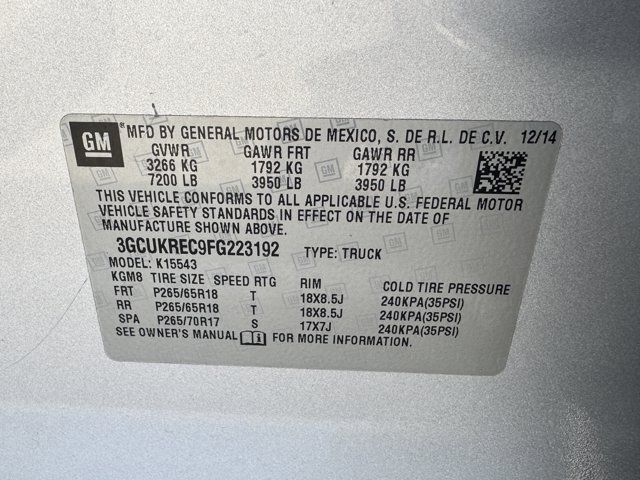 GM ® MFD BY GENERAL MOTORS DE MEXICO, S. DE R.L. DE C.V. 12/14
GVWR GAWR FRT GAWR RR
3266 KG 1792 KG 1792 KG
7200 LB 3950 LB 3950 LB
THIS VEHICLE CONFORMS TO ALL APPLICABLE U.S. FEDERAL MOTOR
VEHICLE SAFETY STANDARDS IN EFFECT ON THE DATE OF
MANUFACTURE SHOWN ABOVE.
3GCUKREC9FG223192 TYPE: TRUCK
MODEL: K15543
KGM8 TIRE SIZE SPEED RTG RIM COLD TIRE PRESSURE
FRT P265/65R18 T 18X8.5J 240KPA(35PSI)
RR P265/65R18 T 18X8.5J 240KPA(35PSI)
SPA P265/70R17 S 17X7J 240KPA(35PSI)
SEE OWNER'S MANUAL FOR MORE INFORMATION.